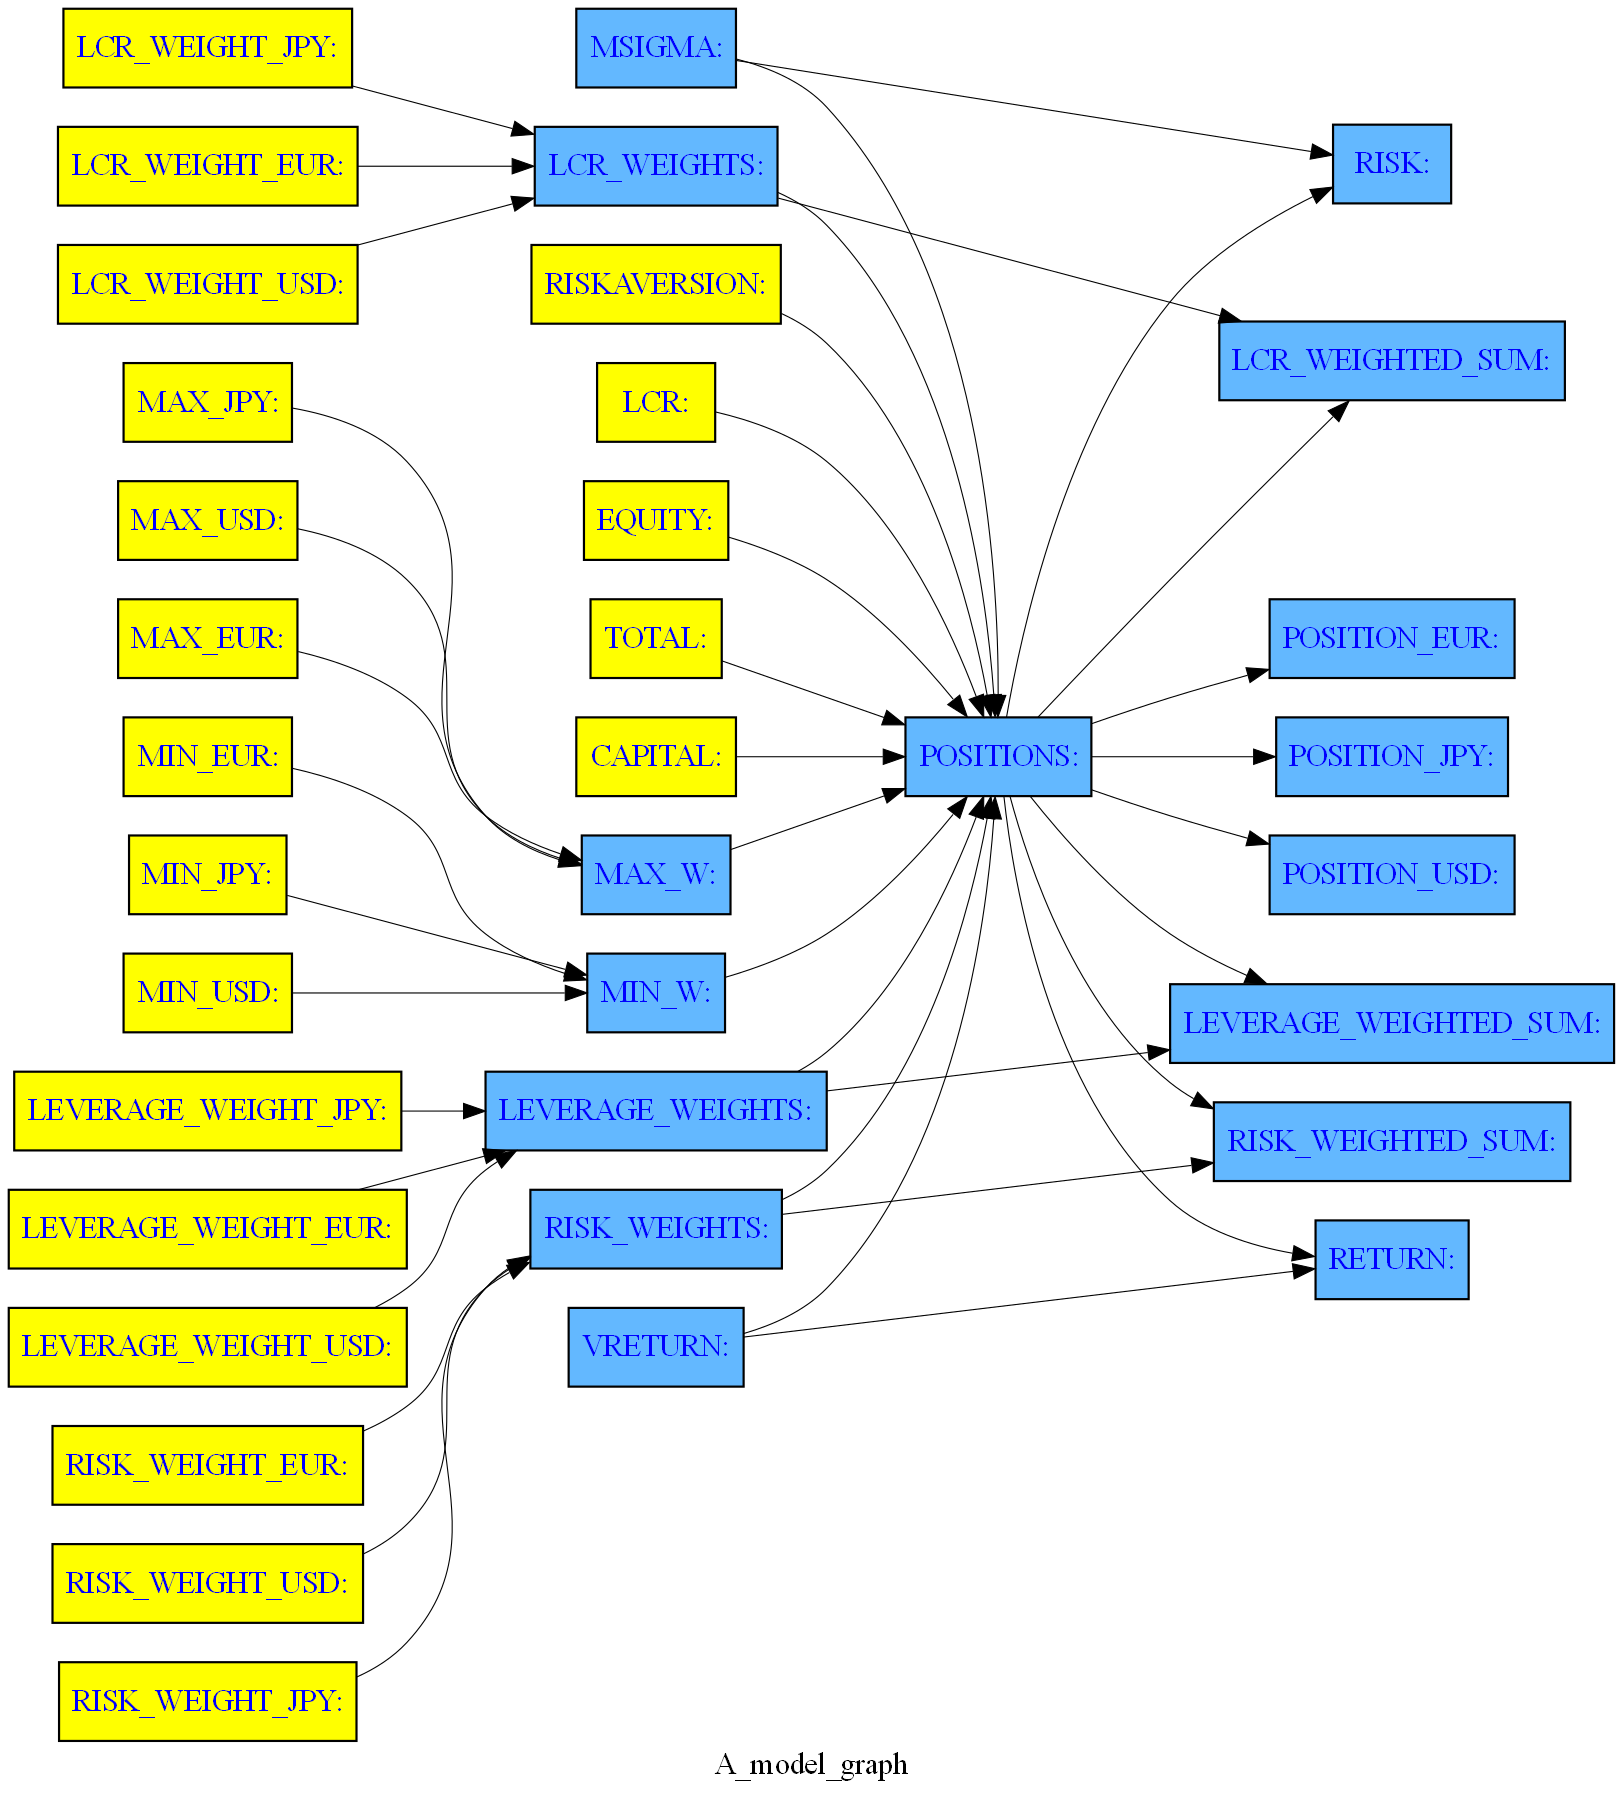 LCR_WEIGHT_JPY:
LCR_WEIGHT_EUR:
LCR_WEIGHT_USD:
MAX_JPY:
MAX_USD:
MAX_EUR:
MIN_EUR:
MIN_JPY:
MIN_USD:
LEVERAGE_WEIGHT_JPY:
LEVERAGE_WEIGHT_EUR:
LEVERAGE_WEIGHT_USD:
RISK_WEIGHT_EUR:
RISK_WEIGHT_USD:
RISK_WEIGHT_JPY:
MSIGMA:
LCR_WEIGHTS:
RISKAVERSION:
LCR:
EQUITY:
TOTAL:
CAPITAL:
MAX_W:
MIN_W:
LEVERAGE_WEIGHTS:
RISK_WEIGHTS:
VRETURN:
POSITIONS:
RISK:
LCR_WEIGHTED_SUM:
POSITION_EUR:
POSITION_JPY:
POSITION_USD:
LEVERAGE_WEIGHTED_SUM:
RISK_WEIGHTED_SUM:
RETURN:
A_model_graph